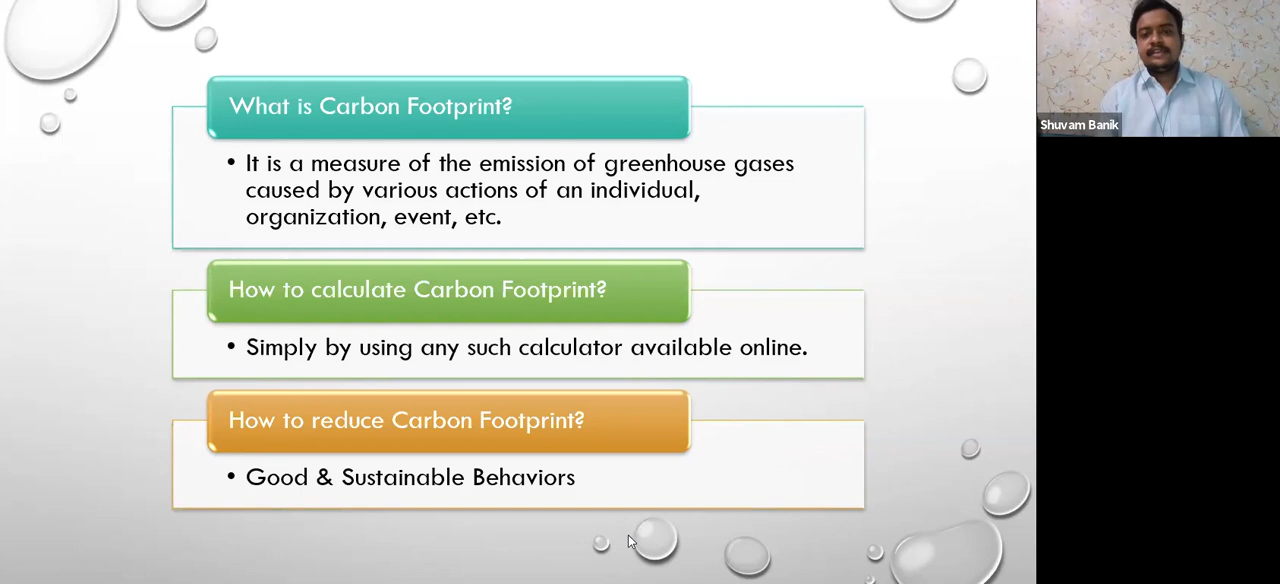 What is Carbon Footprint?
• It is a measure of the emission of greenhouse gases
caused by various actions of an individual,
organization, event, etc.
How to calculate Carbon Footprint?
• Simply by using any such calculator available online.
How to reduce Carbon Footprint?
• Good & Sustainable Behaviors
Shuvam Banik